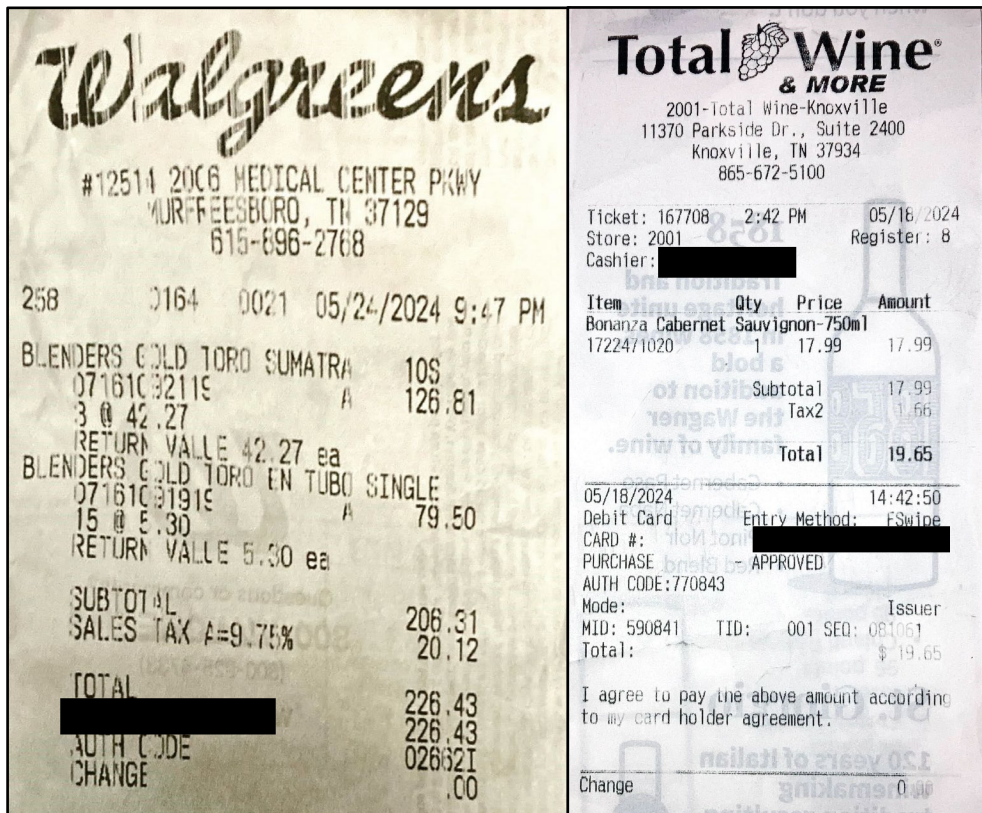 Walgreens
#12514 2006 MEDICAL CENTER PKWY
MURFREESBORO, TN 37129
615-896-2768
258 0164 0021 05/24/2024 9:47 PM
BLENDERS GOLD TORO SUMATRA 10S
07161032119 A 126.81
3 @ 42.27
RETURN VALUE 42.27 ea
BLENDERS GOLD TORO EN TUBO SINGLE
07161031919 A 79.50
15 @ 5.30
RETURN VALUE 5.30 ea
SUBTOTAL 206.31
SALES TAX A=9.75% 20.12
TOTAL 226.43
226.43
AUTH CODE 02662I
CHANGE .00
Total Wine
& MORE
2001-Total Wine-Knoxville
11370 Parkside Dr., Suite 2400
Knoxville, TN 37934
865-672-5100
Ticket: 167708 2:42 PM 05/18/2024
Store: 2001 Register: 8
Cashier:
Item Qty Price Amount
Bonanza Cabernet Sauvignon-750ml
1722471020 17.99 17.99
Subtotal 17.99
Tax2 1.66
Total 19.65
05/18/2024 14:42:50
Debit Card Entry Method: FSwipe
CARD #:
PURCHASE - APPROVED
AUTH CODE:770843
Mode: Issuer
MID: 590841 TID: 001 SEQ: 081061
Total: $ 19.65
I agree to pay the above amount according
to my card holder agreement.
Change 0.00